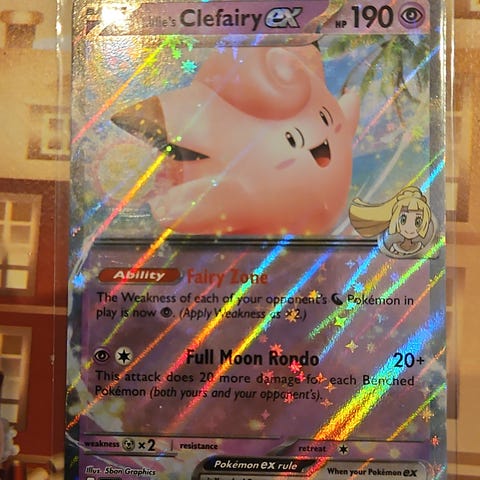 Clefairy ex HP 190
Ability Fairy Zone
The Weakness of each of your opponent's Pokémon in
play is now . (Apply Weakness as ×2.)
Full Moon Rondo 20+
This attack does 20 more damage for each Benched
Pokémon (both yours and your opponent's).
weakness ×2 resistance retreat
Illus. 5ban Graphics
Pokémon ex rule
When your Pokémon ex